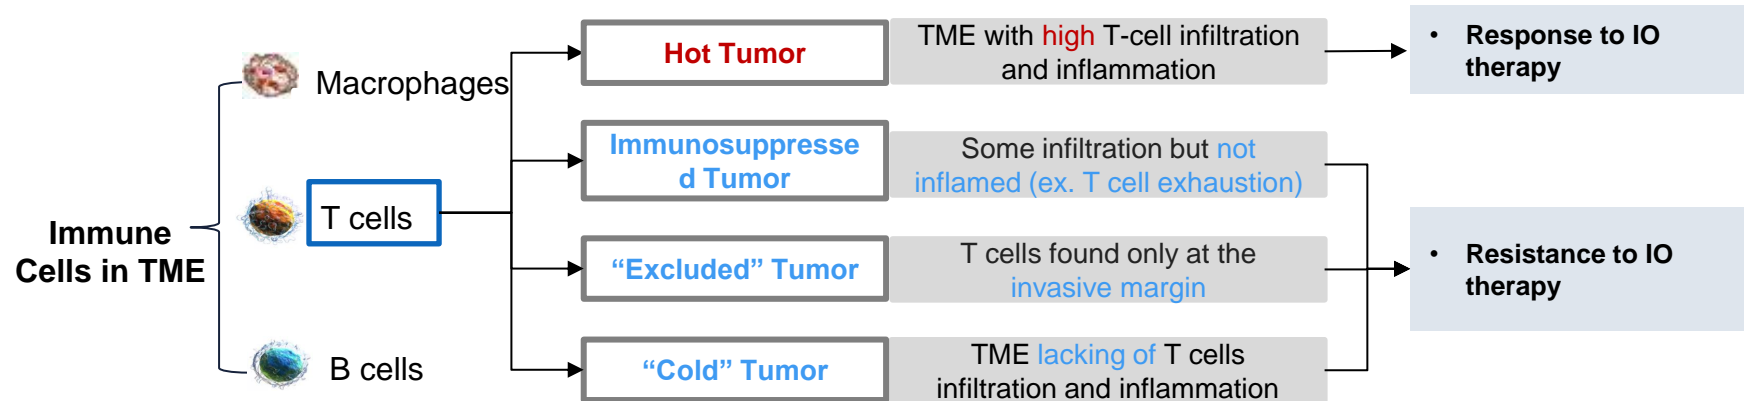 Immune
Cells in TME
Macrophages
T cells
B cells
Hot Tumor
TME with high T-cell infiltration
and inflammation
• Response to IO
therapy
Immunosuppresse
d Tumor
Some infiltration but not
inflamed (ex. T cell exhaustion)
“Excluded” Tumor
T cells found only at the
invasive margin
• Resistance to IO
therapy
“Cold” Tumor
TME lacking of T cells
infiltration and inflammation